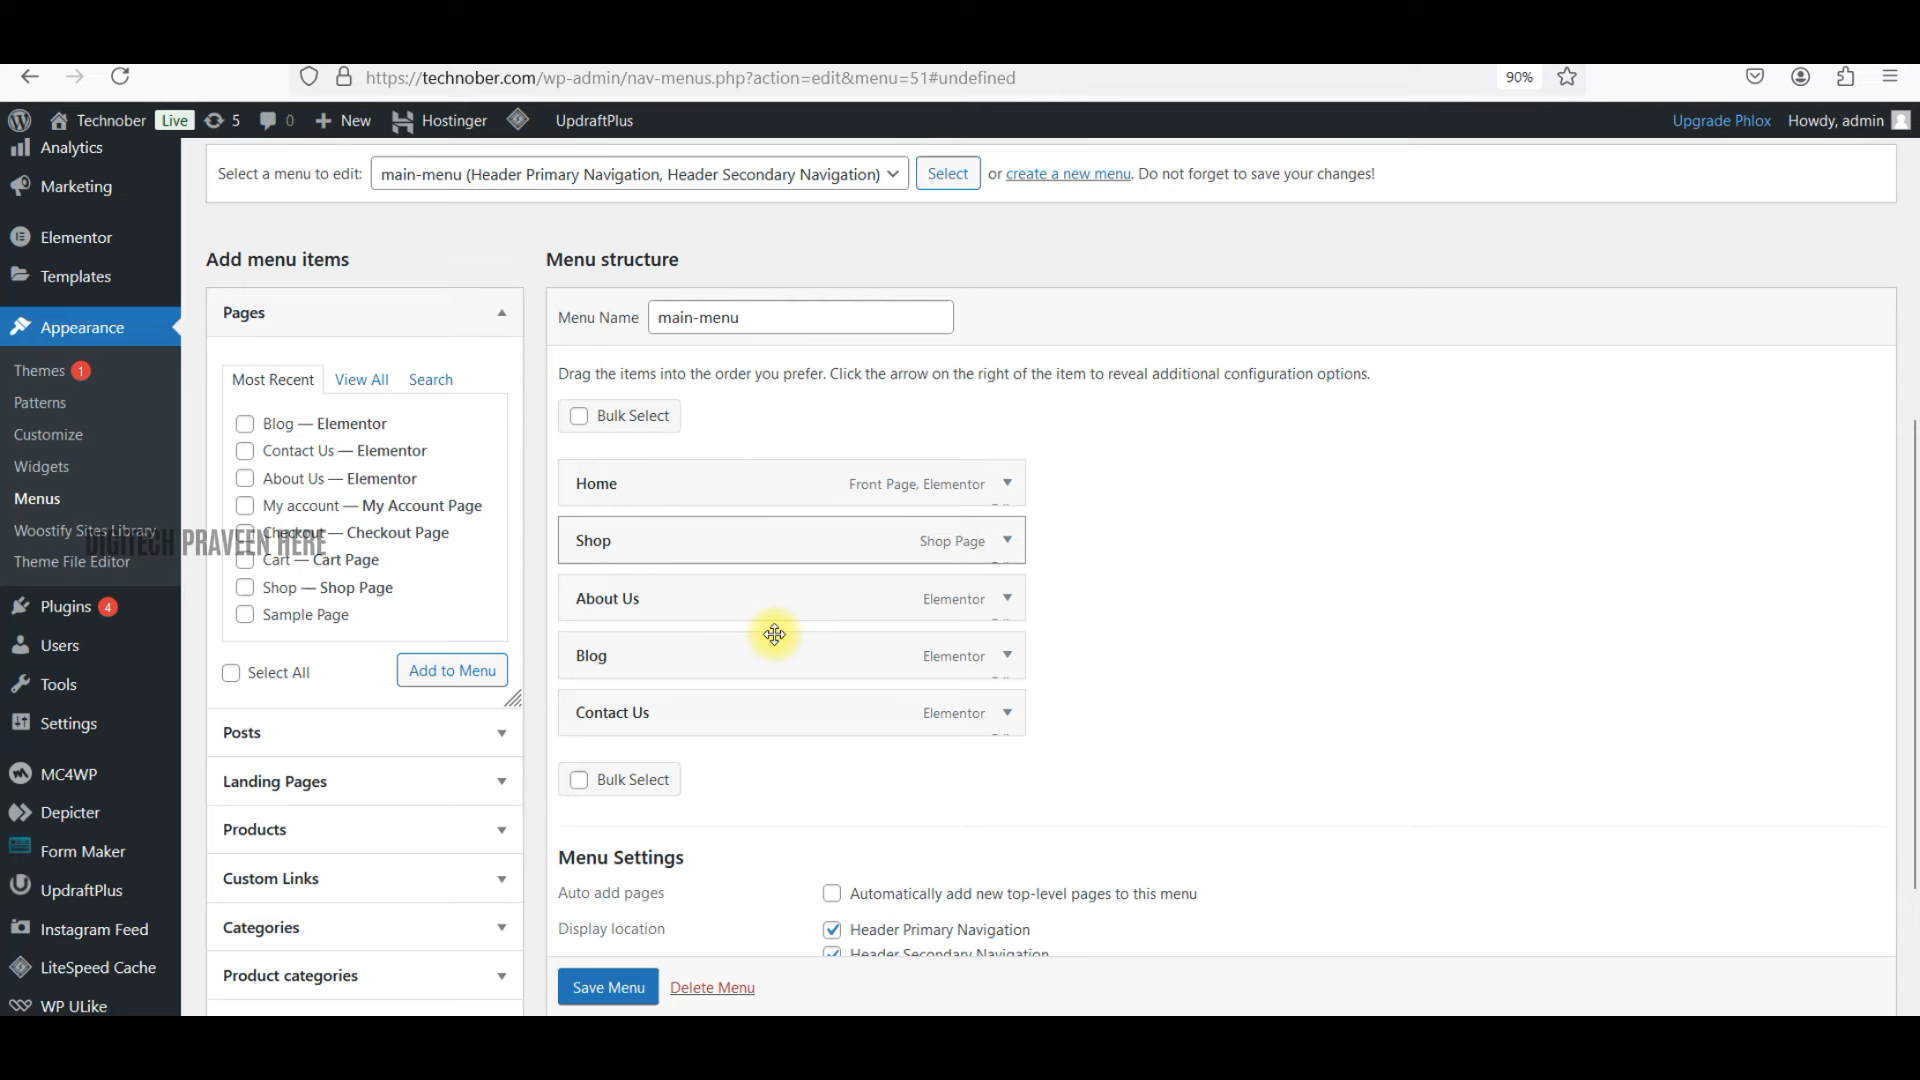 https://technober.com/wp-admin/nav-menus.php?action=edit&menu=51#undefined
90%
Technober Live 5 0 New Hostinger UpdraftPlus
Upgrade Phlox Howdy, admin
Analytics
Marketing
Elementor
Templates
Appearance
Themes 1
Patterns
Customize
Widgets
Menus
Woostify Sites Library
Theme File Editor
Plugins 4
Users
Tools
Settings
MC4WP
Depicter
Form Maker
UpdraftPlus
Instagram Feed
LiteSpeed Cache
WP ULike
DIGITECH PRAVEEN HERE
Select a menu to edit: main-menu (Header Primary Navigation, Header Secondary Navigation) Select or create a new menu. Do not forget to save your changes!
Add menu items
Pages
Most Recent View All Search
Blog — Elementor
Contact Us — Elementor
About Us — Elementor
My account — My Account Page
Checkout — Checkout Page
Cart — Cart Page
Shop — Shop Page
Sample Page
Select All Add to Menu
Posts
Landing Pages
Products
Custom Links
Categories
Product categories
Menu structure
Menu Name main-menu
Drag the items into the order you prefer. Click the arrow on the right of the item to reveal additional configuration options.
Bulk Select
Home Front Page, Elementor
Shop Shop Page
About Us Elementor
Blog Elementor
Contact Us Elementor
Bulk Select
Menu Settings
Auto add pages Automatically add new top-level pages to this menu
Display location Header Primary Navigation
Header Secondary Navigation
Save Menu Delete Menu